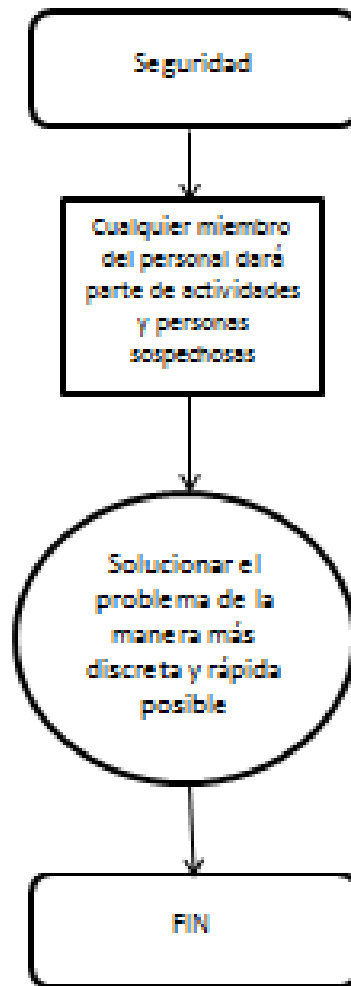 Seguridad
Cualquier miembro
del personal dará
parte de actividades
y personas
sospechosas
Solucionar el
problema de la
manera más
discreta y rápida
posible
FIN